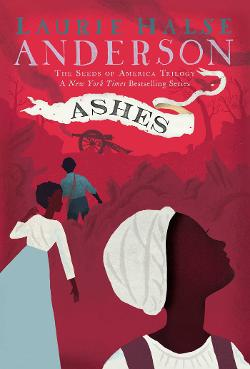 LAURIE HALSE
ANDERSON
THE SEEDS OF AMERICA TRILOGY
A NEW YORK TIMES BESTSELLING SERIES
ASHES